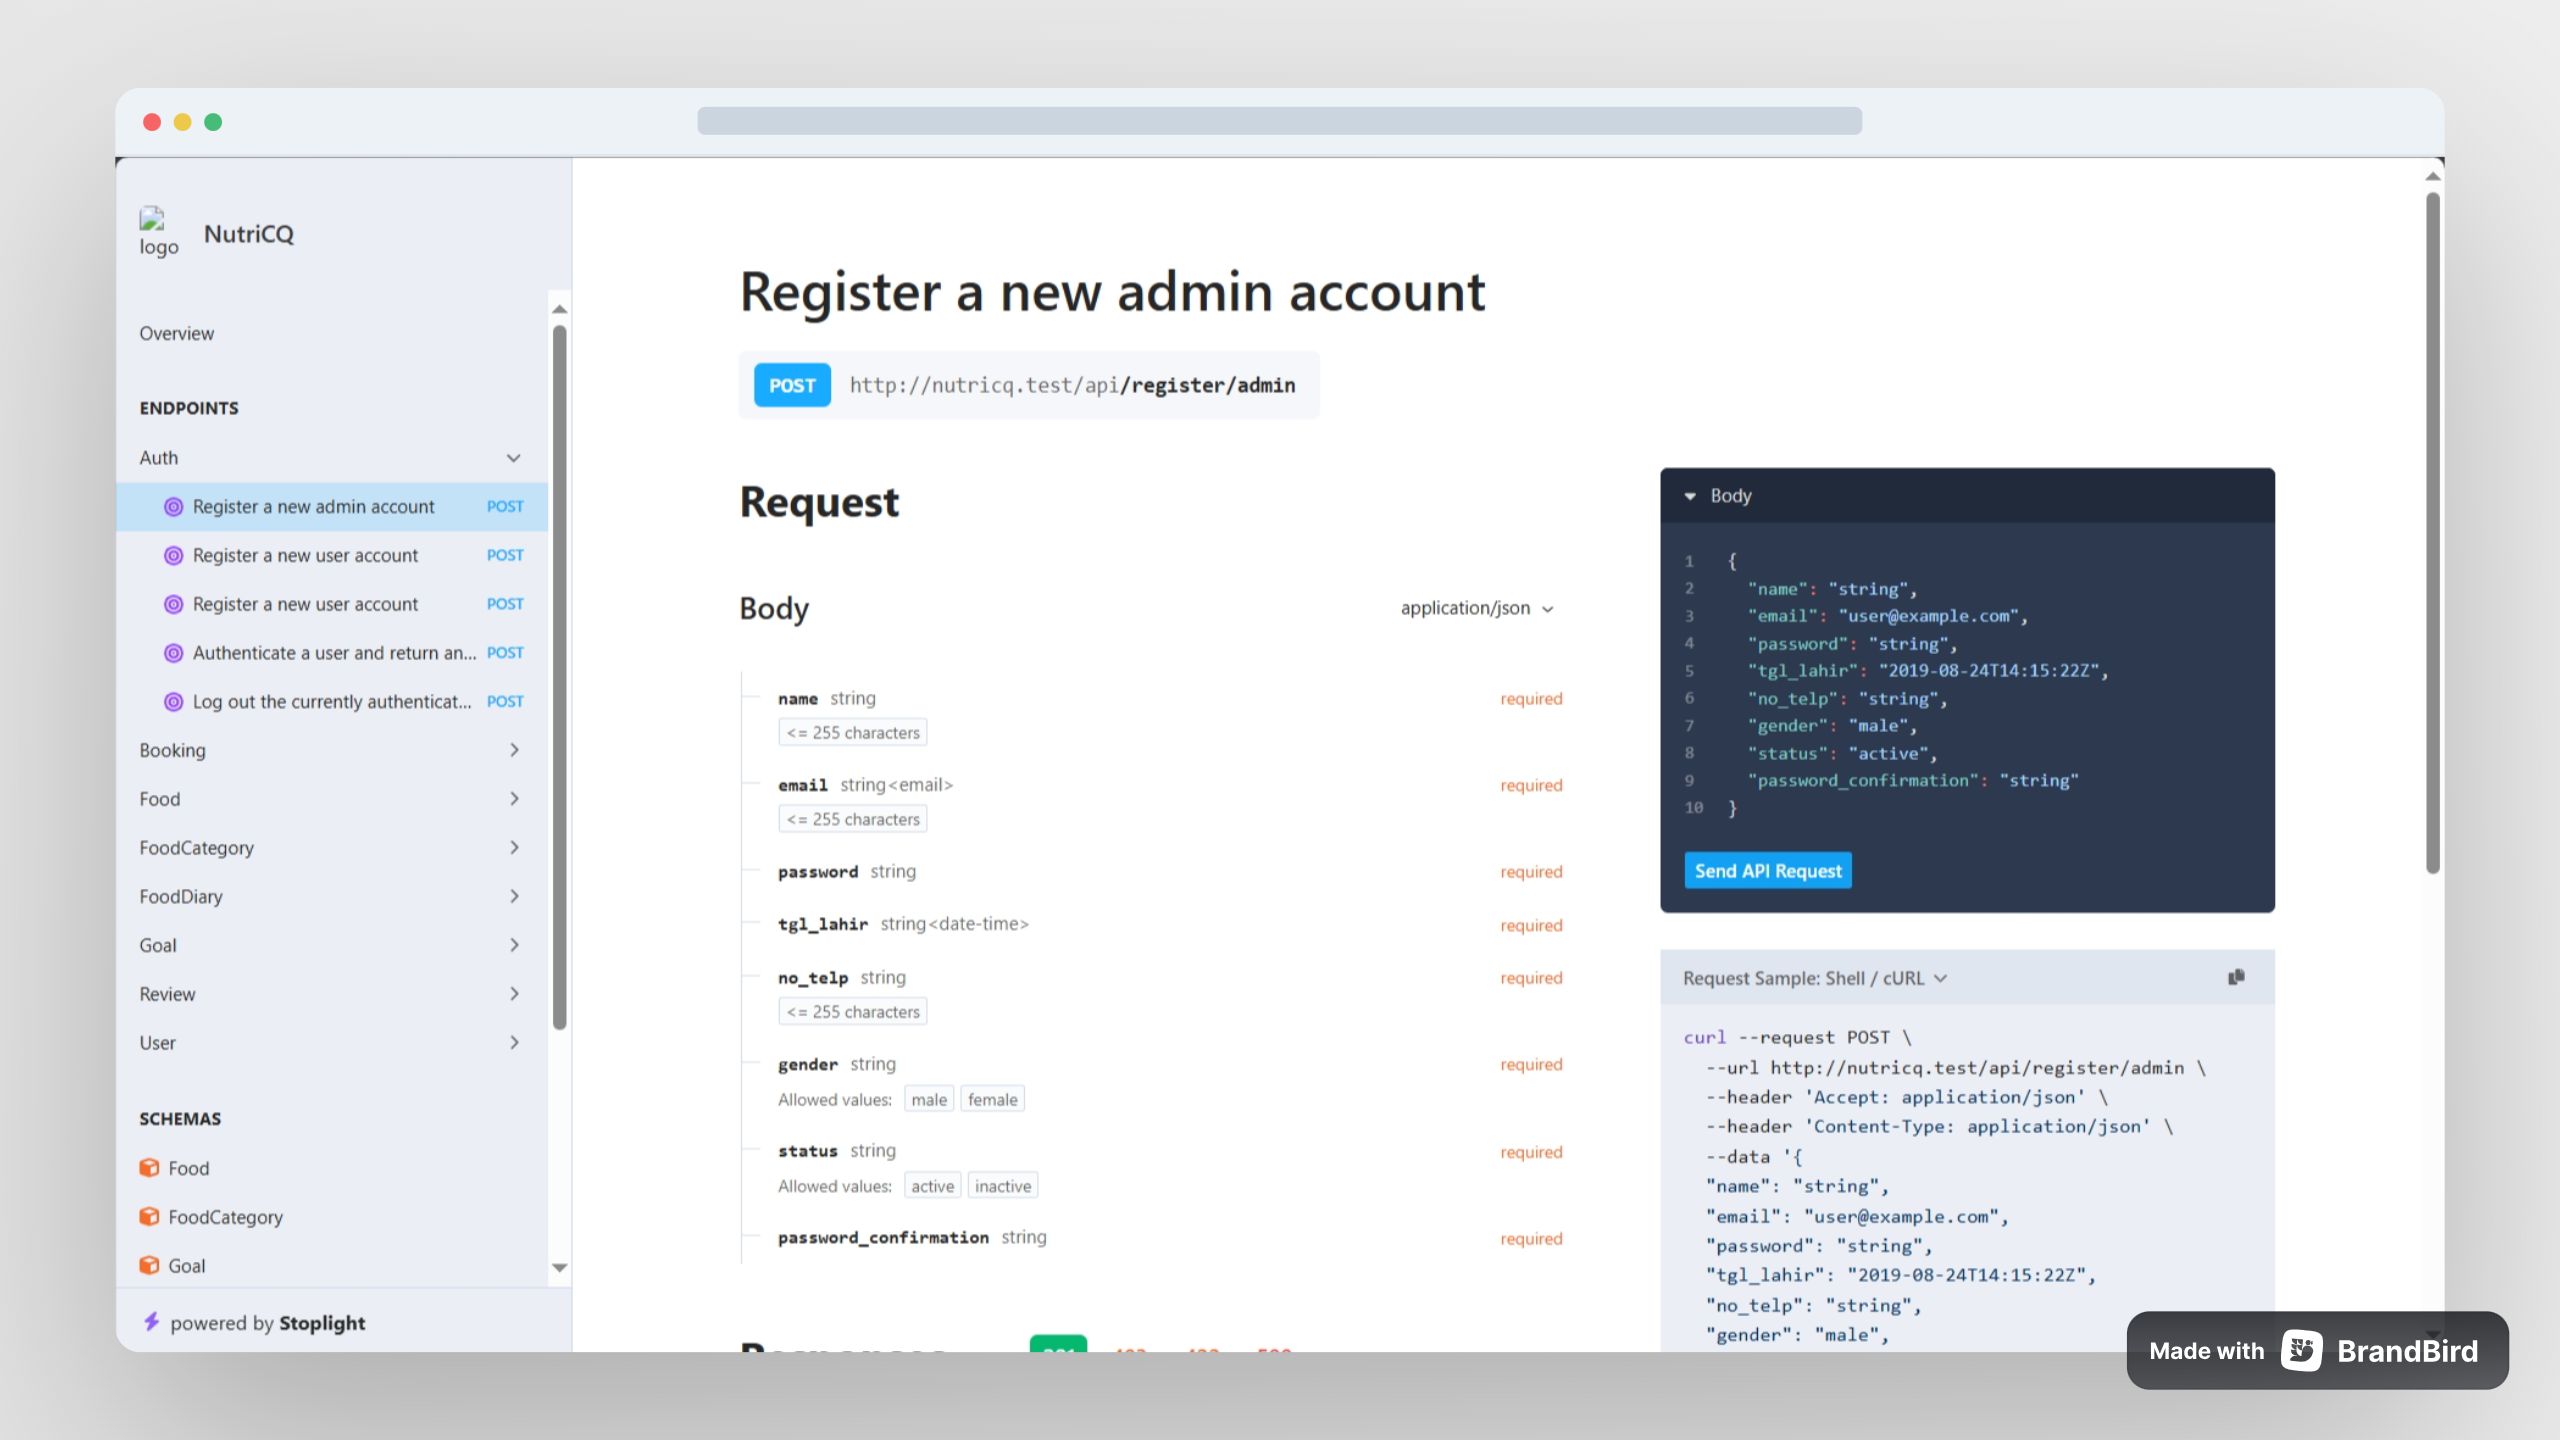 logo
NutriCQ
Overview
ENDPOINTS
Auth
Register a new admin account POST
Register a new user account POST
Register a new user account POST
Authenticate a user and return an... POST
Log out the currently authenticat... POST
Booking
Food
FoodCategory
FoodDiary
Goal
Review
User
SCHEMAS
Food
FoodCategory
Goal
powered by Stoplight
Register a new admin account
POST http://nutricq.test/api/register/admin
Request
Body application/json
name string required
<= 255 characters
email string<email> required
<= 255 characters
password string required
tgl_lahir string<date-time> required
no_telp string required
<= 255 characters
gender string required
Allowed values: male female
status string required
Allowed values: active inactive
password_confirmation string required
Body
1 {
2 "name": "string",
3 "email": "user@example.com",
4 "password": "string",
5 "tgl_lahir": "2019-08-24T14:15:22Z",
6 "no_telp": "string",
7 "gender": "male",
8 "status": "active",
9 "password_confirmation": "string"
10 }
Send API Request
Request Sample: Shell / cURL
curl --request POST \
--url http://nutricq.test/api/register/admin \
--header 'Accept: application/json' \
--header 'Content-Type: application/json' \
--data '{
"name": "string",
"email": "user@example.com",
"password": "string",
"tgl_lahir": "2019-08-24T14:15:22Z",
"no_telp": "string",
"gender": "male",
Made with BrandBird